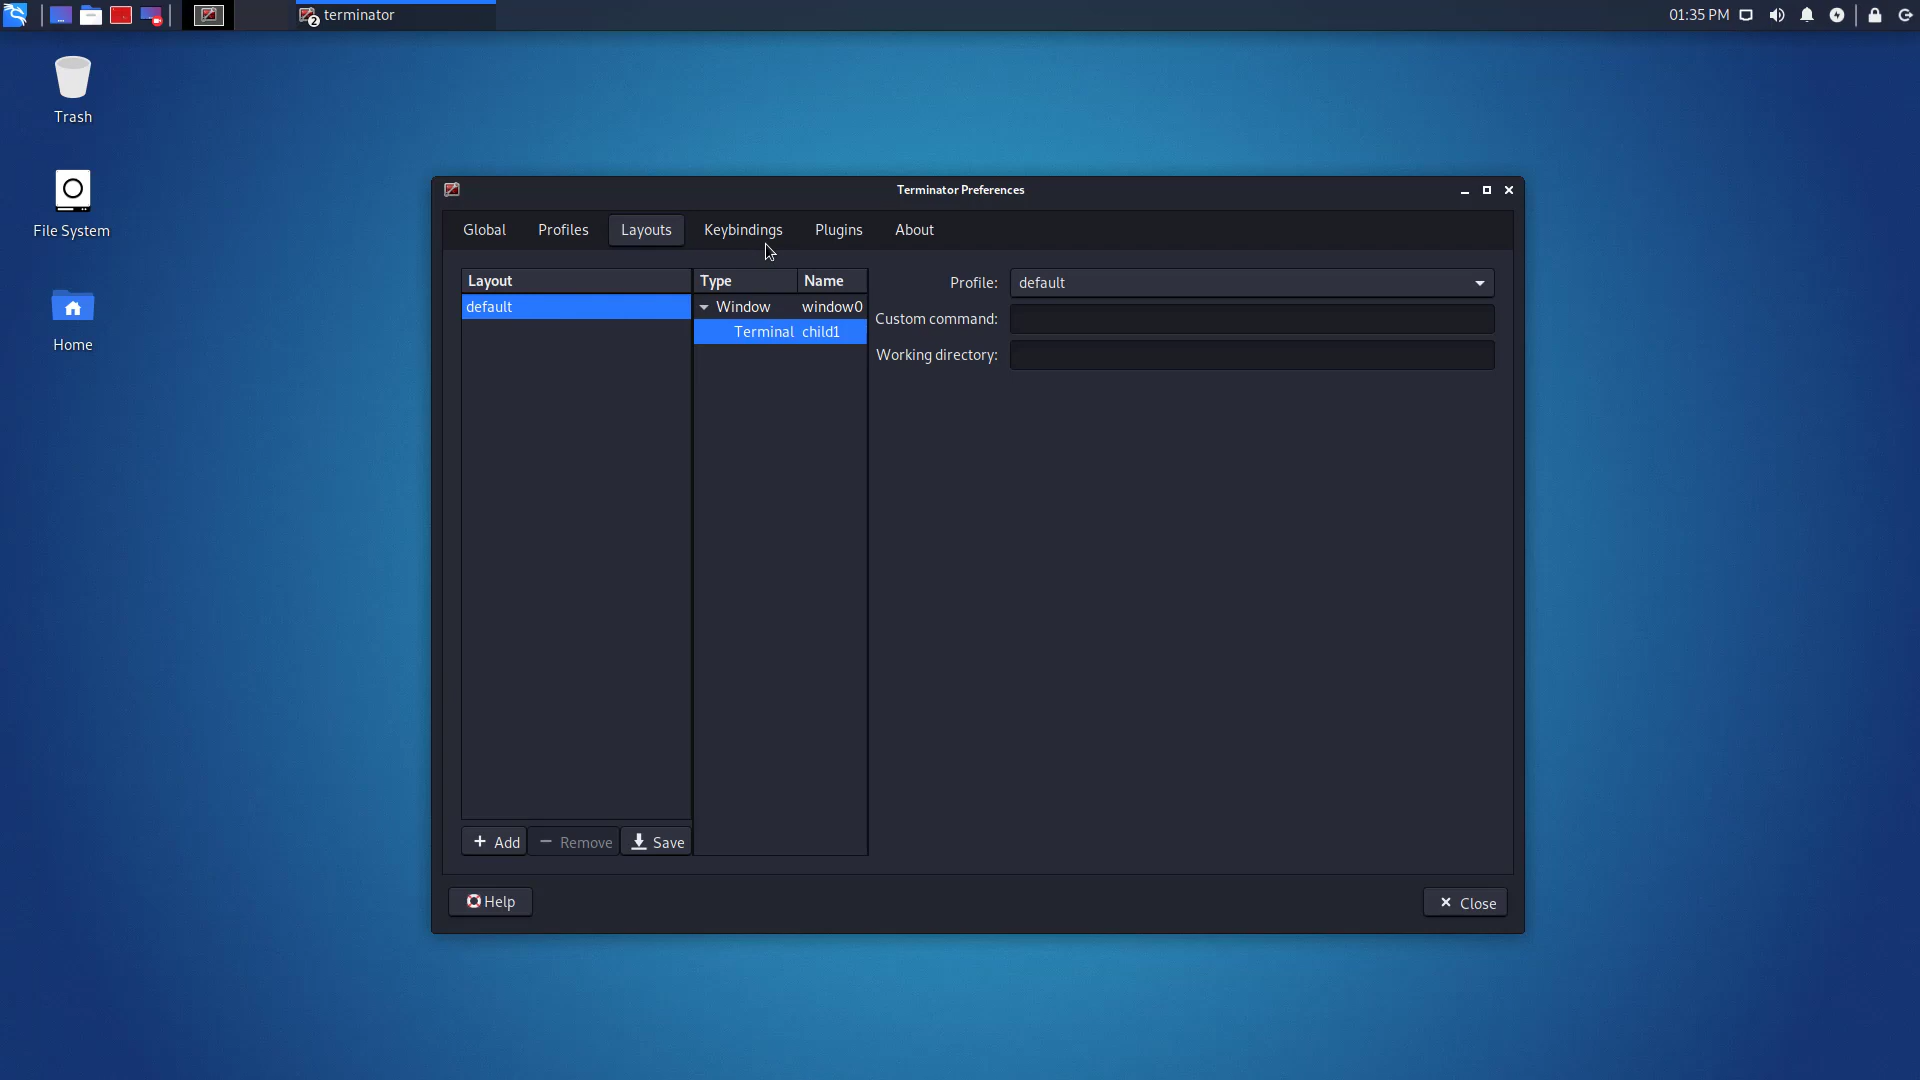 2 terminator
01:35 PM
Trash
File System
Home
Terminator Preferences
Global Profiles Layouts Keybindings Plugins About
Layout Type Name Profile: default
default Window window0
Custom command:
Terminal child1
Working directory:
Add Remove Save
Help Close